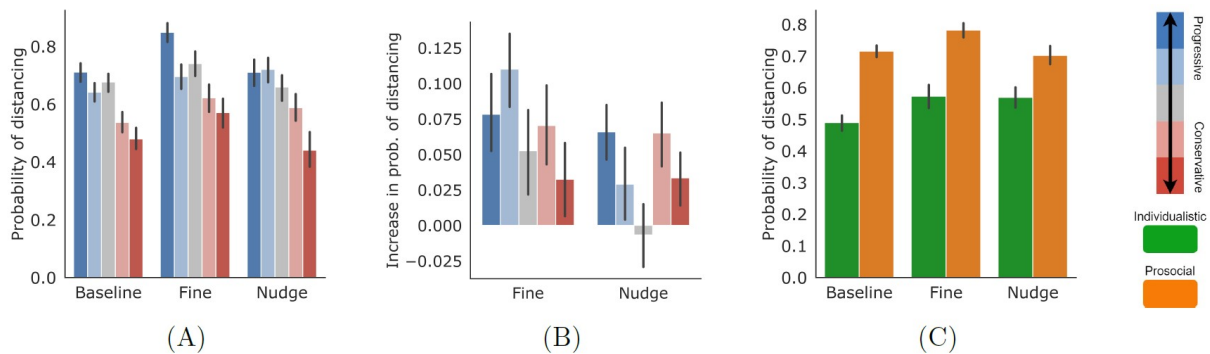 Probability of distancing
0.8
0.6
0.4
0.2
0.0
Baseline
Fine
Nudge
(A)
Increase in prob. of distancing
0.125
0.100
0.075
0.050
0.025
0.000
−0.025
Fine
Nudge
(B)
Probability of distancing
0.8
0.7
0.6
0.5
0.4
0.3
0.2
0.1
0.0
Baseline
Fine
Nudge
(C)
Progressive
Conservative
Individualistic
Prosocial